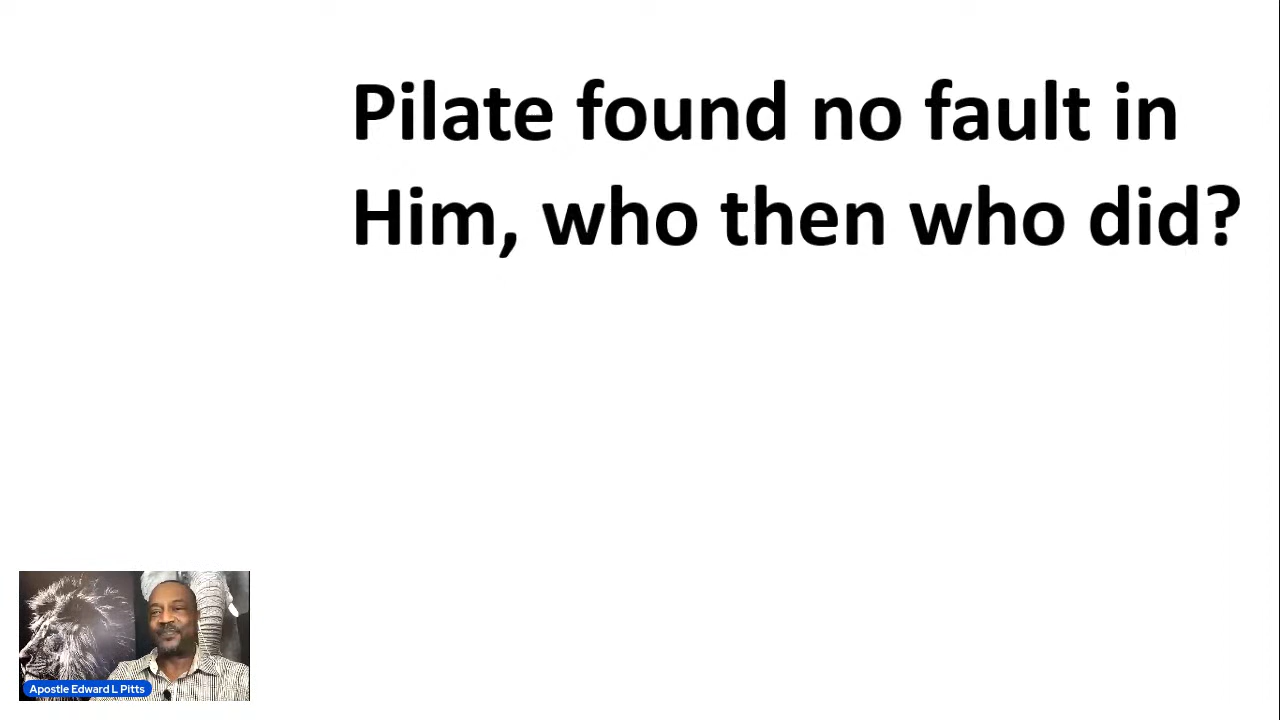 Pilate found no fault in
Him, who then who did?
Apostle Edward L Pitts